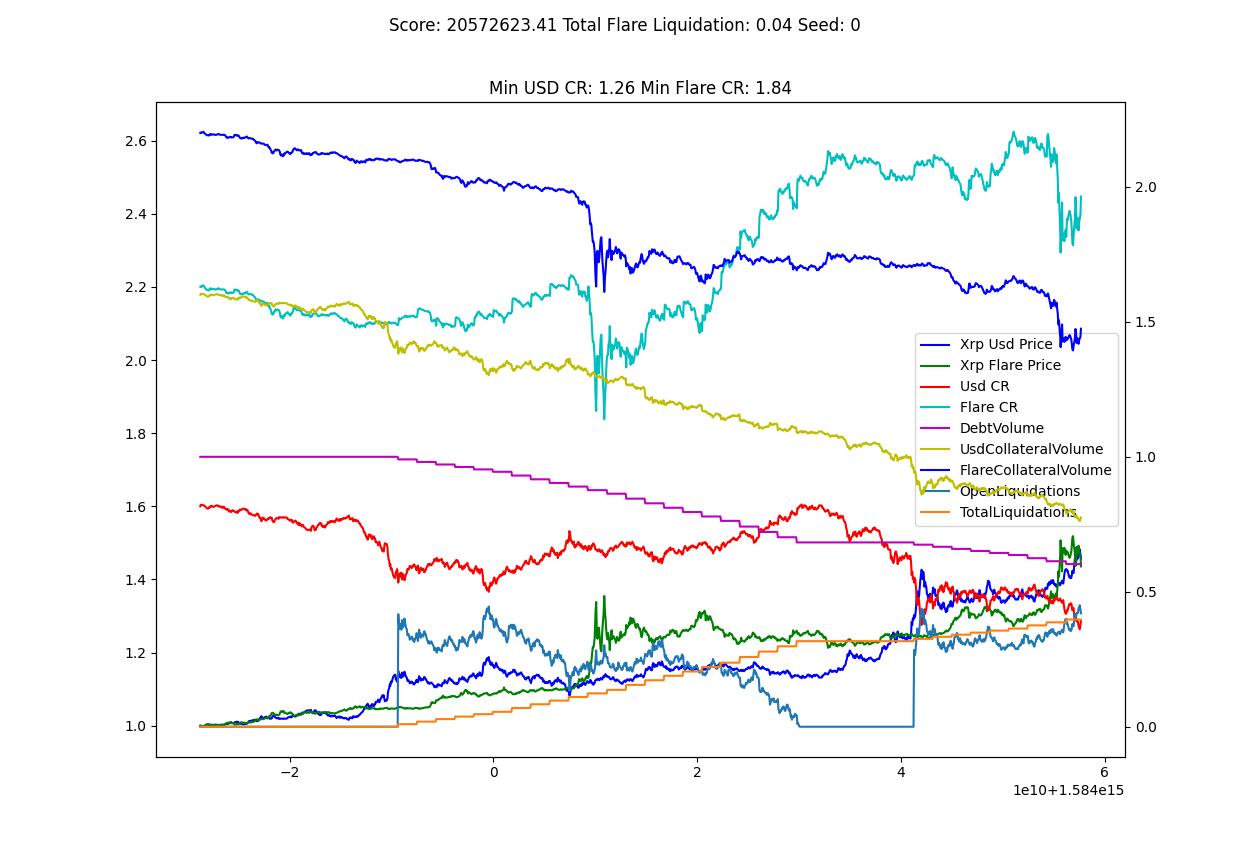 Score: 20572623.41 Total Flare Liquidation: 0.04 Seed: 0
Min USD CR: 1.26 Min Flare CR: 1.84
2.6
2.4
2.2
2.0
1.8
1.6
1.4
1.2
1.0
2.0
1.5
1.0
0.5
0.0
Xrp Usd Price
Xrp Flare Price
Usd CR
Flare CR
DebtVolume
UsdCollateralVolume
FlareCollateralVolume
OpenLiquidations
TotalLiquidations
−2 0 2 4 6
1e10+1.584e15